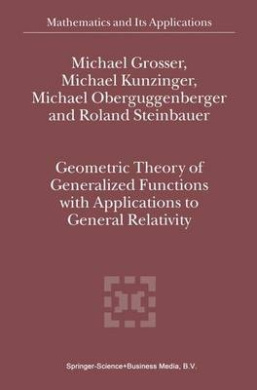 Mathematics and Its Applications
Michael Grosser,
Michael Kunzinger,
Michael Oberguggenberger
and Roland Steinbauer
Geometric Theory of
Generalized Functions
with Applications to
General Relativity
Springer-Science+Business Media, B.V.